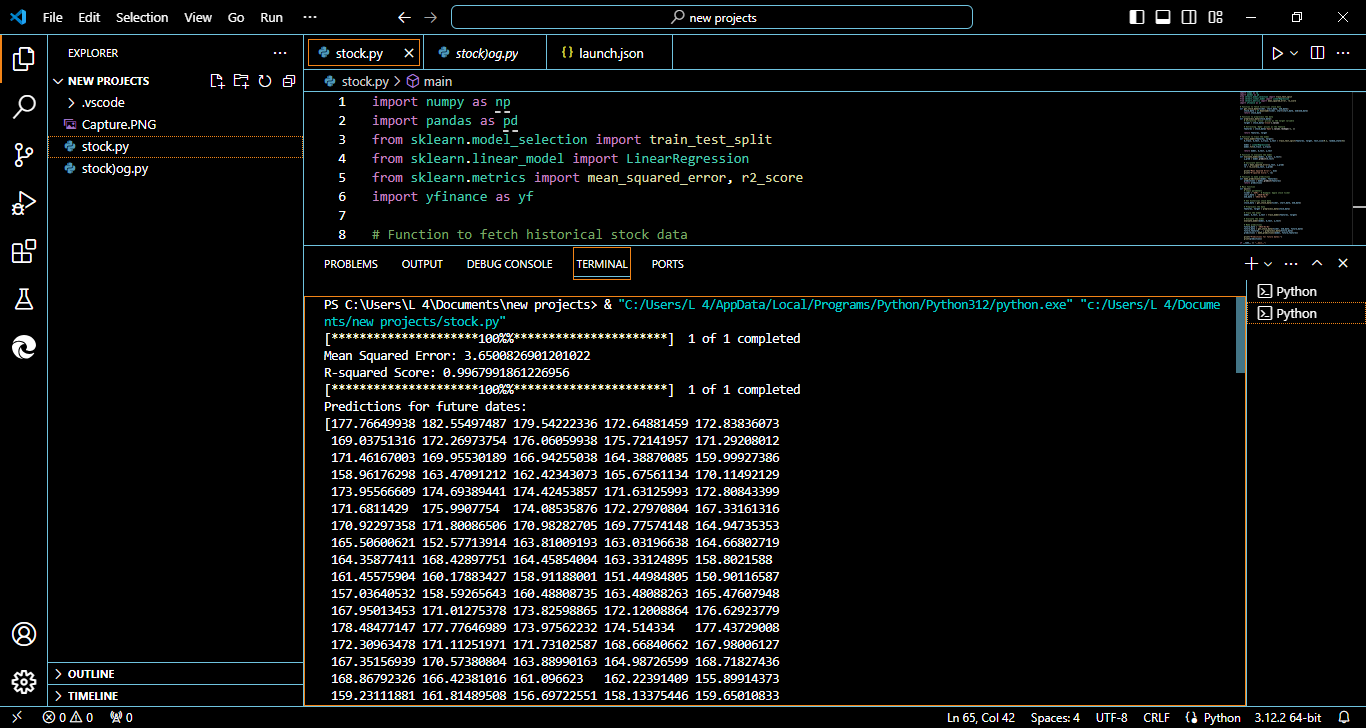 File Edit Selection View Go Run ··· new projects
EXPLORER ···
NEW PROJECTS
.vscode
Capture.PNG
stock.py
stock)og.py
OUTLINE
TIMELINE
stock.py stock)og.py {} launch.json
stock.py > main
1 import numpy as np
2 import pandas as pd
3 from sklearn.model_selection import train_test_split
4 from sklearn.linear_model import LinearRegression
5 from sklearn.metrics import mean_squared_error, r2_score
6 import yfinance as yf
7
8 # Function to fetch historical stock data
PROBLEMS OUTPUT DEBUG CONSOLE TERMINAL PORTS
Python
Python
PS C:\Users\L 4\Documents\new projects> & "C:/Users/L 4/AppData/Local/Programs/Python/Python312/python.exe" "c:/Users/L 4/Docume
nts/new projects/stock.py"
[*********************100%%**********************]  1 of 1 completed
Mean Squared Error: 3.6500826901201022
R-squared Score: 0.9967991861226956
[*********************100%%**********************]  1 of 1 completed
Predictions for future dates:
[177.76649938 182.55497487 179.54222336 172.64881459 172.83836073
169.03751316 172.26973754 176.06059938 175.72141957 171.29208012
171.46167003 169.95530189 166.94255038 164.38870085 159.99927386
158.96176298 163.47091212 162.42343073 165.67561134 170.11492129
173.95566609 174.69389441 174.42453857 171.63125993 172.80843399
171.6811429 175.9907754 174.08535876 172.27970804 167.33161316
170.92297358 171.80086506 170.98282705 169.77574148 164.94735353
165.50600621 152.57713914 163.81009193 163.03196638 164.66802719
164.35877411 168.42897751 164.45854004 163.33124895 158.8021588
161.45575904 160.17883427 158.91188001 151.44984805 150.90116587
157.03640532 158.59265643 160.48808735 163.48088263 165.47607948
167.95013453 171.01275378 173.82598865 172.12008864 176.62923779
178.48477147 177.77646989 173.97562232 174.514334 177.43729008
172.30963478 171.11251971 171.73102587 168.66840662 167.98006127
167.35156939 170.57380804 163.88990163 164.98726599 168.71827436
168.86792326 166.42381016 161.096623 162.22391409 155.89914373
159.23111881 161.81489508 156.69722551 158.13375446 159.65010833
0 0 0 Ln 65, Col 42 Spaces: 4 UTF-8 CRLF Python 3.12.2 64-bit